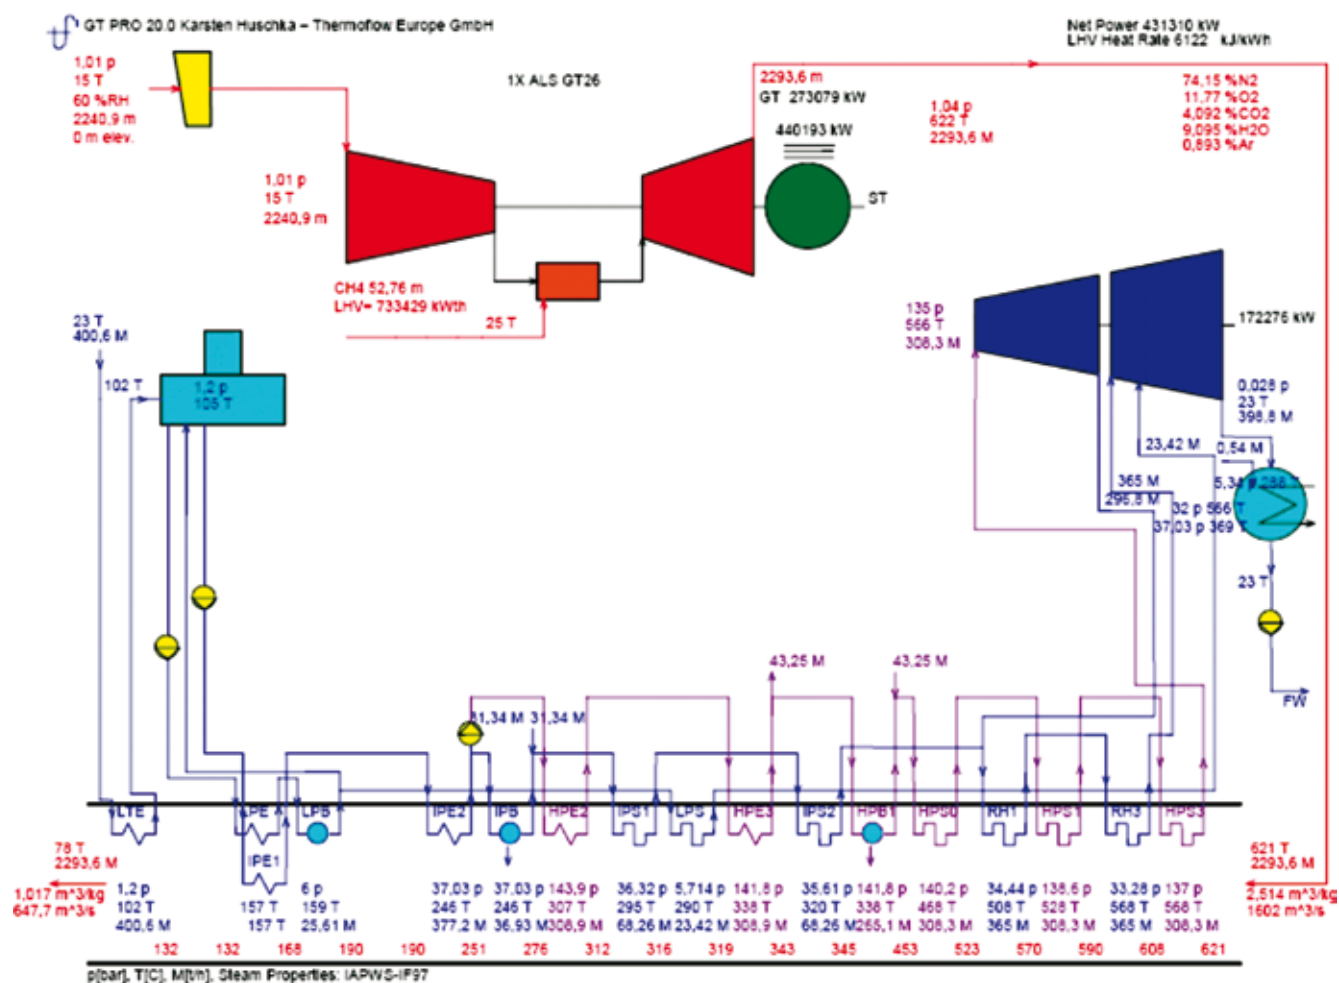 GT PRO 20.0 Karsten Huschka – Thermoflow Europe GmbH
Net Power 431310 kW
LHV Heat Rate 6122 kJ/kWh
1,01 p
15 T
60 %RH
2240,9 m
0 m elev.
1X ALS GT26
2293,6 m
GT 273079 kW
440193 kW
1,04 p
622 T
2293,6 M
74,15 %N2
11,77 %O2
4,092 %CO2
9,095 %H2O
0,893 %Ar
1,01 p
15 T
2240,9 m
ST
CH4 52,76 m
LHV= 733429 kWth
25 T
23 T
400,6 M
102 T
1,2 p
105 T
135 p
566 T
308,3 M
172276 kW
0,028 p
23 T
398,8 M
23,42 M
0,54 M
365 M
5,34 p 288 T
296,8 M
32 p 566 T
37,03 p 369 T
23 T
FW
43,25 M
43,25 M
31,34 M
31,34 M
LTE
LPE
LPB
IPE2
IPB
HPE2
IPS1
LPS
HPE3
IPS2
HPB1
HPS0
RH1
HPS1
RH3
HPS3
IPE1
78 T
2293,6 M
1,017 m^3/kg
647,7 m^3/s
621 T
2293,6 M
2,514 m^3/kg
1602 m^3/s
1,2 p
102 T
400,6 M
157 T
157 T
6 p
159 T
25,61 M
37,03 p
246 T
377,2 M
37,03 p
246 T
36,93 M
143,9 p
307 T
308,9 M
36,32 p
295 T
68,26 M
5,714 p
290 T
23,42 M
141,8 p
338 T
308,9 M
35,61 p
320 T
68,26 M
141,8 p
338 T
265,1 M
140,2 p
468 T
308,3 M
34,44 p
508 T
365 M
138,6 p
528 T
308,3 M
33,28 p
568 T
365 M
137 p
568 T
308,3 M
132 132 168 190 190 251 276 312 316 319 343 345 453 523 570 590 608 621
p[bar], T[C], M[t/h], Steam Properties: IAPWS-IF97